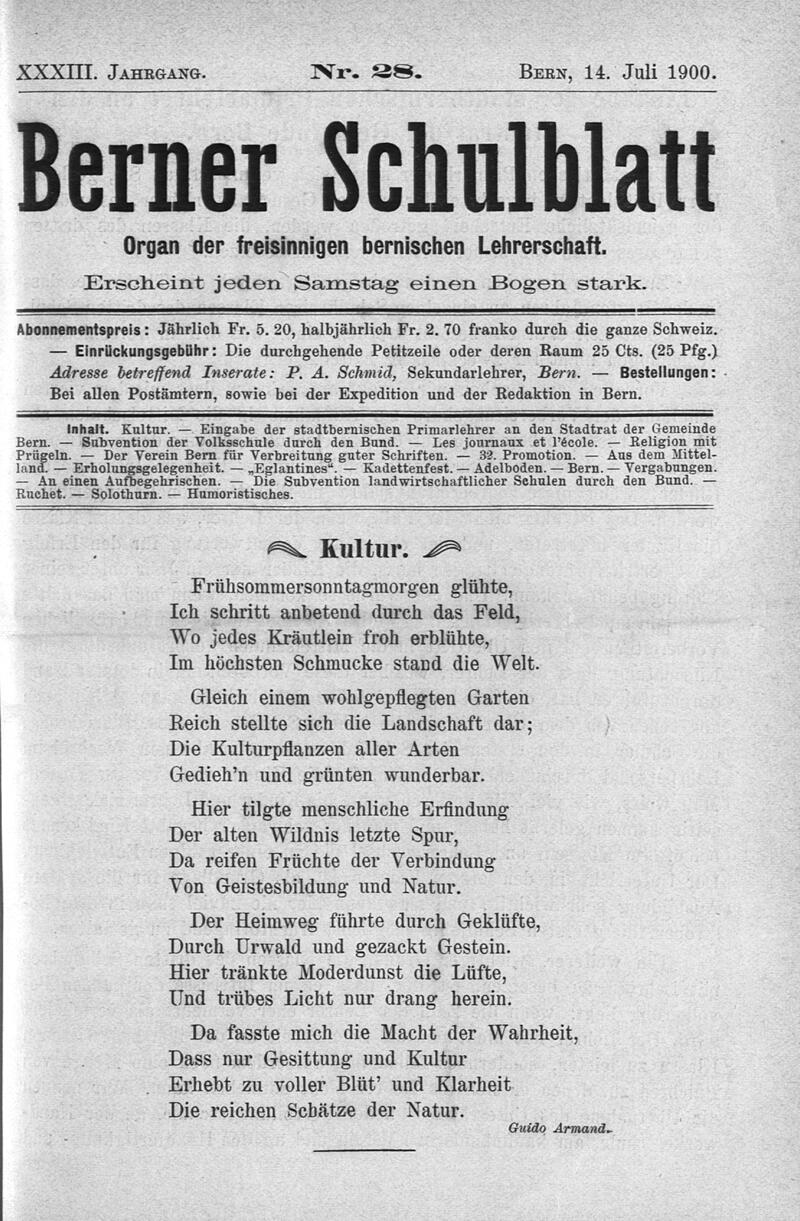 XXXIII. Jahrgang. Nr. 28. Bern, 14. Juli 1900.
Berner Schulblatt
Organ der freisinnigen bernischen Lehrerschaft.
Erscheint jeden Samstag einen Bogen stark.
Abonnementspreis: Jährlich Fr. 5. 20, halbjährlich Fr. 2. 70 franko durch die ganze Schweiz.
— Einrückungsgebühr: Die durchgehende Petitzeile oder deren Raum 25 Cts. (25 Pfg.)
Adresse betreffend Inserate: P. A. Schmid, Sekundarlehrer, Bern. — Bestellungen:
Bei allen Postämtern, sowie bei der Expedition und der Redaktion in Bern.
Inhalt. Kultur. — Eingabe der stadtbernischen Primarlehrer an den Stadtrat der Gemeinde
Bern. — Subvention der Volksschule durch den Bund. — Les journaux et l'école. — Religion mit
Prügeln. — Der Verein Bern für Verbreitung guter Schriften. — 32. Promotion. — Aus dem Mittel-
land. — Erholungsgelegenheit. — „Eglantines“. — Kadettenfest. — Adelboden. — Bern. — Vergabungen.
— An einen Aufbegehrischen. — Die Subvention landwirtschaftlicher Schulen durch den Bund. —
Ruchet. — Solothurn. — Humoristisches.
Kultur.
Frühsommersonntagmorgen glühte,
Ich schritt anbetend durch das Feld,
Wo jedes Kräutlein froh erblühte,
Im höchsten Schmucke stand die Welt.
Gleich einem wohlgepflegten Garten
Reich stellte sich die Landschaft dar;
Die Kulturpflanzen aller Arten
Gedieh'n und grünten wunderbar.
Hier tilgte menschliche Erfindung
Der alten Wildnis letzte Spur,
Da reifen Früchte der Verbindung
Von Geistesbildung und Natur.
Der Heimweg führte durch Geklüfte,
Durch Urwald und gezackt Gestein.
Hier tränkte Moderdunst die Lüfte,
Und trübes Licht nur drang herein.
Da fasste mich die Macht der Wahrheit,
Dass nur Gesittung und Kultur
Erhebt zu voller Blüt' und Klarheit
Die reichen Schätze der Natur.
Guido Armand.